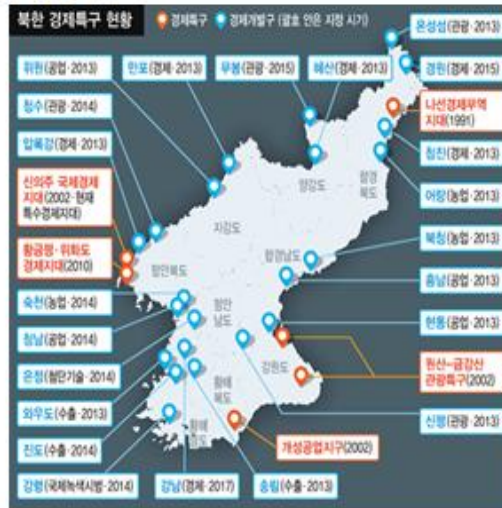 북한 경제특구 현황
경제특구
경제개발구 (괄호 안은 지정 시기)
온성섬(관광·2013)
위원(공업·2013)
만포(경제·2013)
무봉(관광·2015)
혜산(경제·2013)
경원(경제·2015)
청수(관광·2014)
나선경제무역
지대(1991)
압록강(경제·2013)
청진(경제·2013)
신의주 국제경제
지대(2002·현재
특수경제지대)
어랑(농업·2013)
황금평·위화도
경제지대(2010)
북청(농업·2013)
숙천(농업·2014)
흥남(공업·2013)
청남(공업·2014)
현동(공업·2013)
은정(첨단기술·2014)
원산-금강산
관광특구(2002)
와우도(수출·2013)
진도(수출·2014)
개성공업지구(2002)
신평(관광·2013)
강령(국제녹색시범·2014)
강남(경제·2017)
송림(수출·2013)
함경
북도
양강도
자강도
함경남도
평안북도
평안
남도
강원도
황해
북도
황해
남도